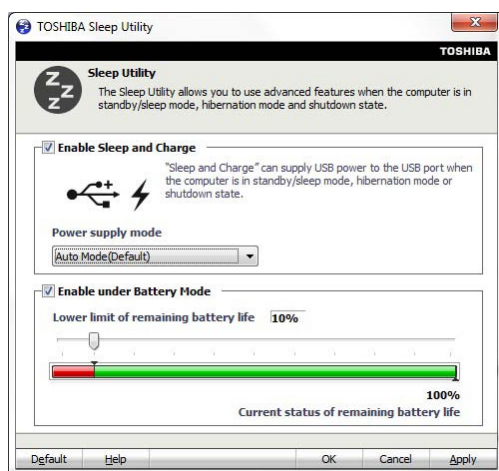 TOSHIBA Sleep Utility
TOSHIBA
Sleep Utility
The Sleep Utility allows you to use advanced features when the computer is in
standby/sleep mode, hibernation mode and shutdown
state.
Enable Sleep and Charge
"Sleep and Charge" can supply USB power to the USB port when
the computer is in standby/sleep mode, hibernation mode or
shutdown state.
Power supply mode
Auto Mode(Default)
Enable under Battery Mode
Lower limit of remaining battery life 10%
100%
Current status of remaining battery life
Default Help OK Cancel Apply